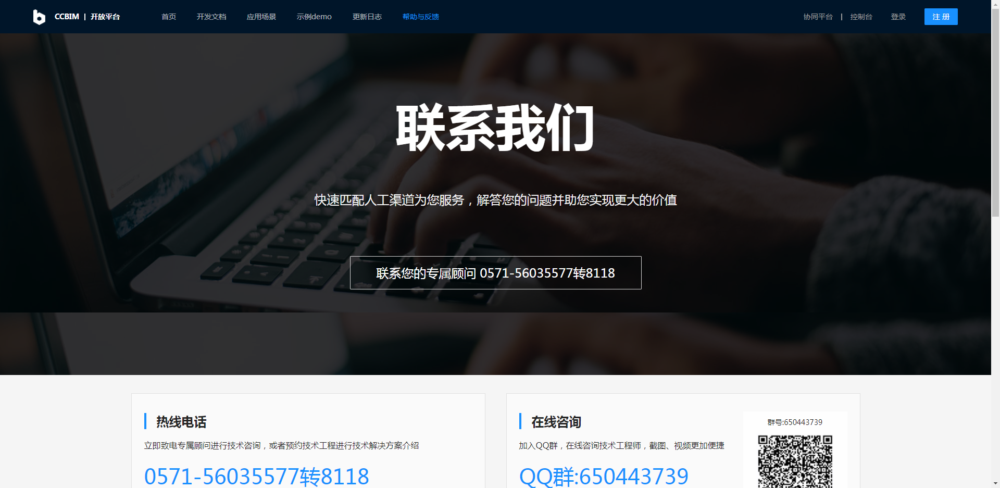 CCBIM | 开放平台
首页 开发文档 应用场景 示例demo 更新日志 帮助与反馈
协同平台 | 控制台 登录 注 册
联系我们
快速匹配人工渠道为您服务，解答您的问题并助您实现更大的价值
联系您的专属顾问 0571-56035577转8118
热线电话
立即致电专属顾问进行技术咨询，或者预约技术工程进行技术解决方案介绍
0571-56035577转8118
在线咨询
加入QQ群，在线咨询技术工程师，截图、视频更加便捷
QQ群:650443739
群号:650443739